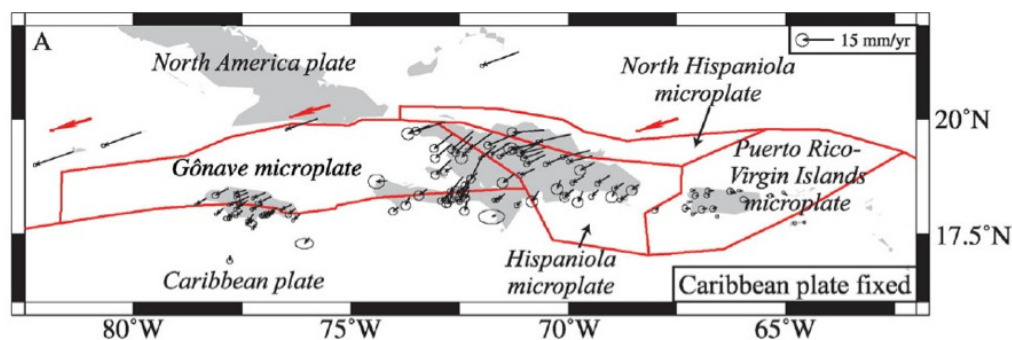 A
15 mm/yr
North America plate
North Hispaniola
microplate
20°N
Gônave microplate
Puerto Rico-
Virgin Islands
microplate
17.5°N
Caribbean plate
Hispaniola
microplate
Caribbean plate fixed
80°W
75°W
70°W
65°W